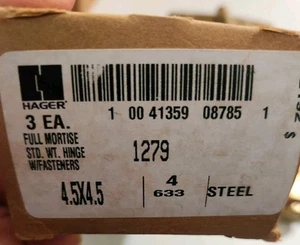 HAGER®
1 00 41359 08785 1
3 EA.
FULL MORTISE
STD. WT. HINGE
W/FASTENERS
1279
4.5X4.5
4
633
STEEL